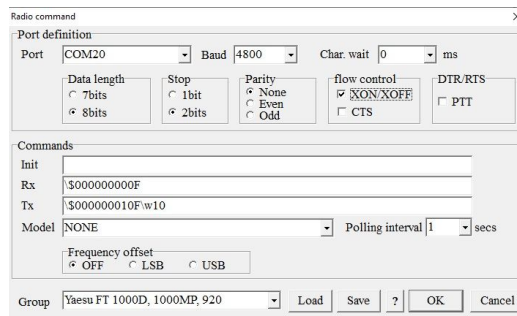 Radio command
Port definition
Port COM20 Baud 4800 Char. wait 0 ms
Data length Stop Parity flow control DTR/RTS
7bits 1bit None XON/XOFF PTT
8bits 2bits Even CTS
Odd
Commands
Init
Rx \$000000000F
Tx \$000000010F\w10
Model NONE Polling interval 1 secs
Frequency offset
OFF LSB USB
Group Yaesu FT 1000D, 1000MP, 920 Load Save ? OK Cancel